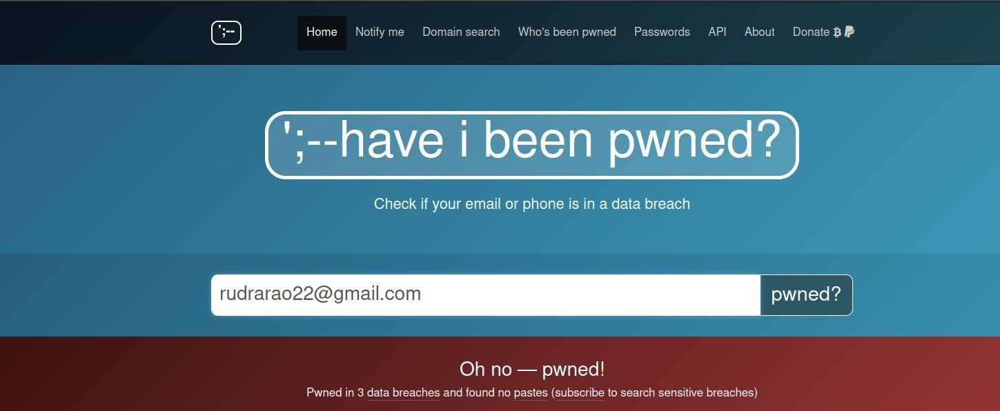 ';--
Home Notify me Domain search Who's been pwned Passwords API About Donate
';--have i been pwned?
Check if your email or phone is in a data breach
rudrarao22@gmail.com pwned?
Oh no — pwned!
Pwned in 3 data breaches and found no pastes (subscribe to search sensitive breaches)